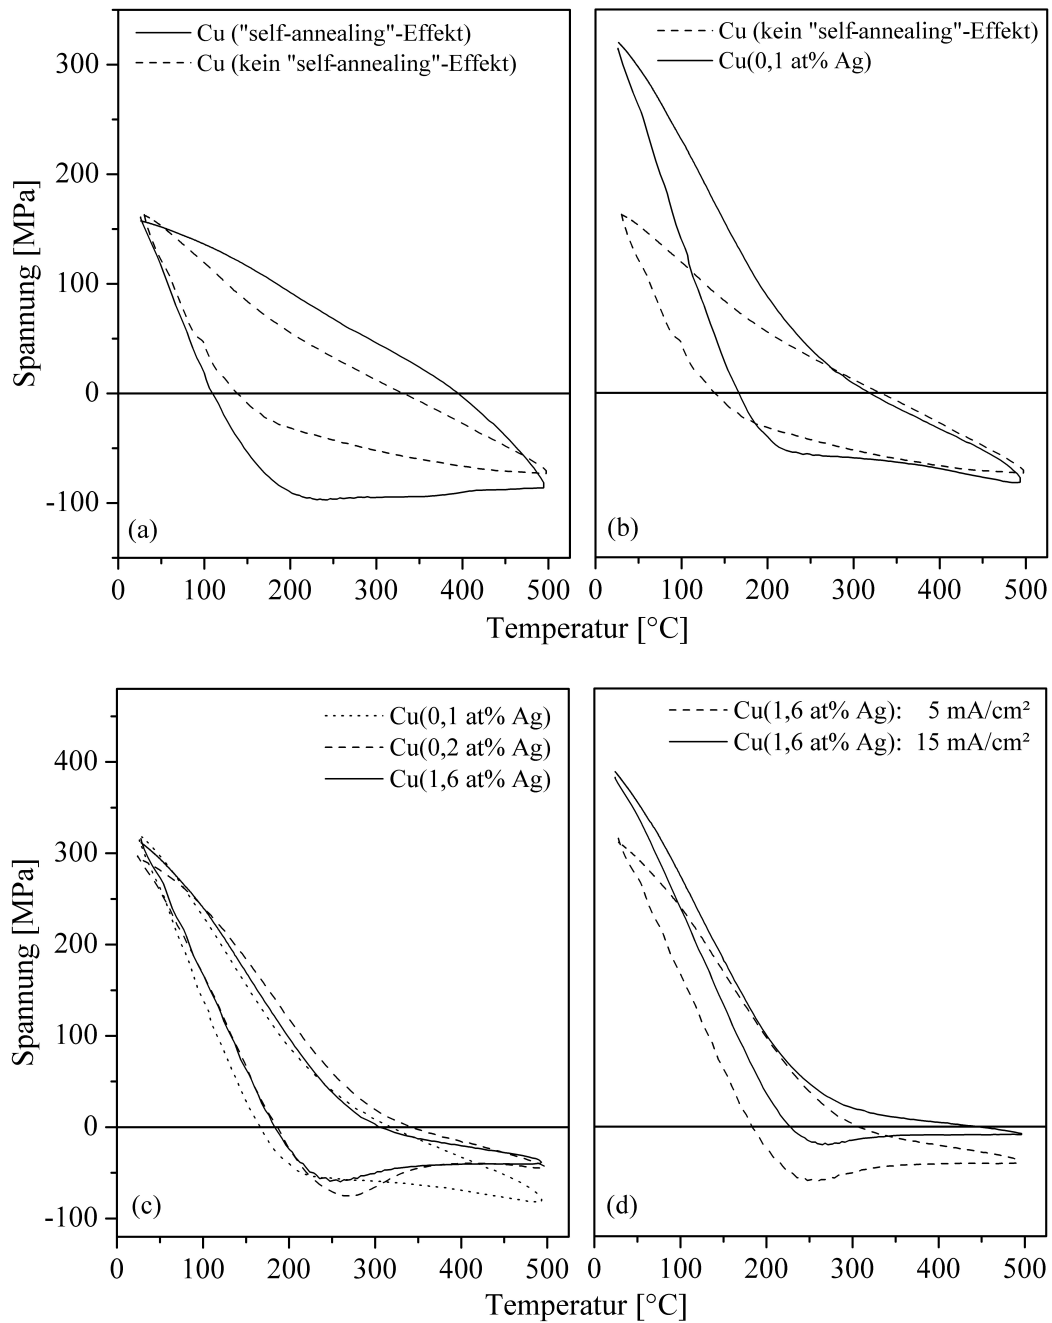 Cu ("self-annealing"-Effekt)
Cu (kein "self-annealing"-Effekt)
300
200
100
0
-100
Spannung [MPa]
(a)
0 100 200 300 400 500
Cu (kein "self-annealing"-Effekt)
Cu(0,1 at% Ag)
(b)
0 100 200 300 400 500
Temperatur [°C]
Cu(0,1 at% Ag)
Cu(0,2 at% Ag)
Cu(1,6 at% Ag)
400
300
200
100
0
-100
Spannung [MPa]
(c)
0 100 200 300 400 500
Cu(1,6 at% Ag): 5 mA/cm²
Cu(1,6 at% Ag): 15 mA/cm²
(d)
0 100 200 300 400 500
Temperatur [°C]